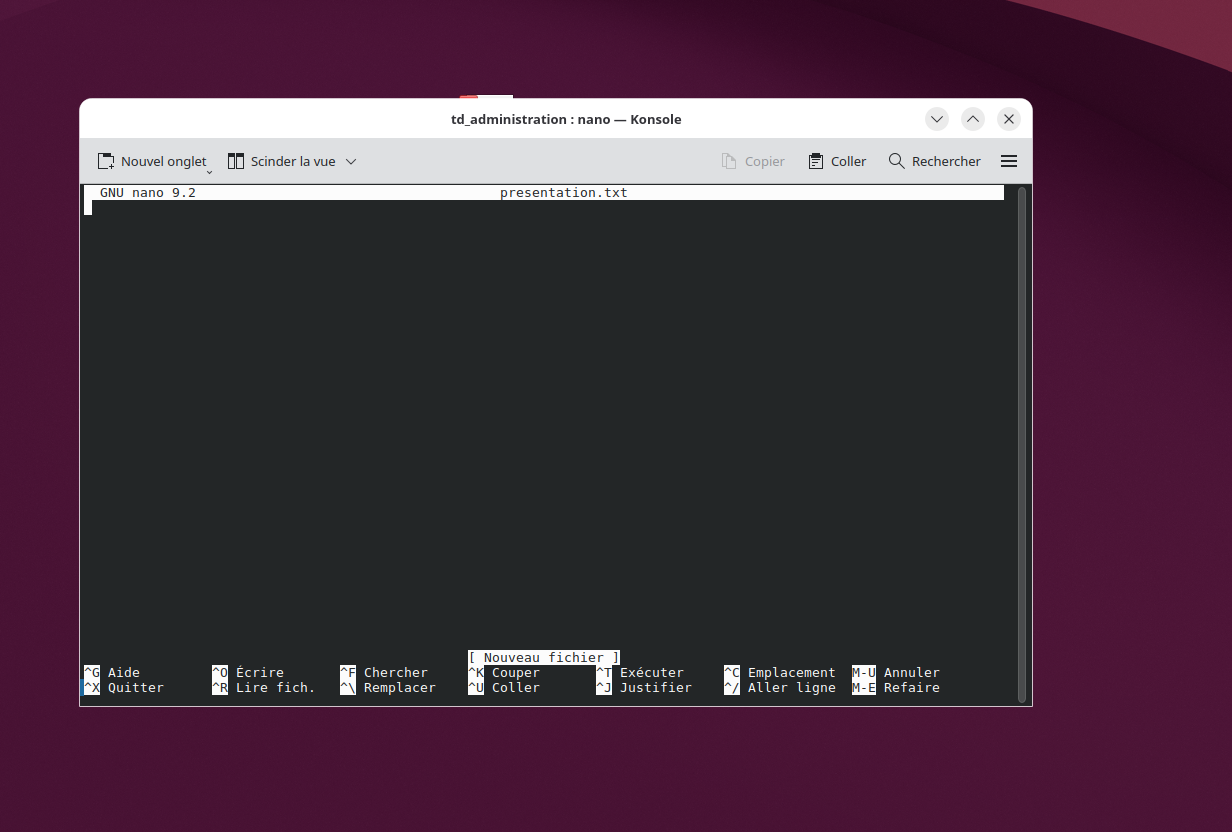 td_administration : nano — Konsole
Nouvel onglet Scinder la vue Copier Coller Rechercher
GNU nano 9.2 presentation.txt
[ Nouveau fichier ]
^G Aide ^O Écrire ^F Chercher ^K Couper ^T Exécuter ^C Emplacement M-U Annuler
^X Quitter ^R Lire fich. ^\ Remplacer ^U Coller ^J Justifier ^/ Aller ligne M-E Refaire